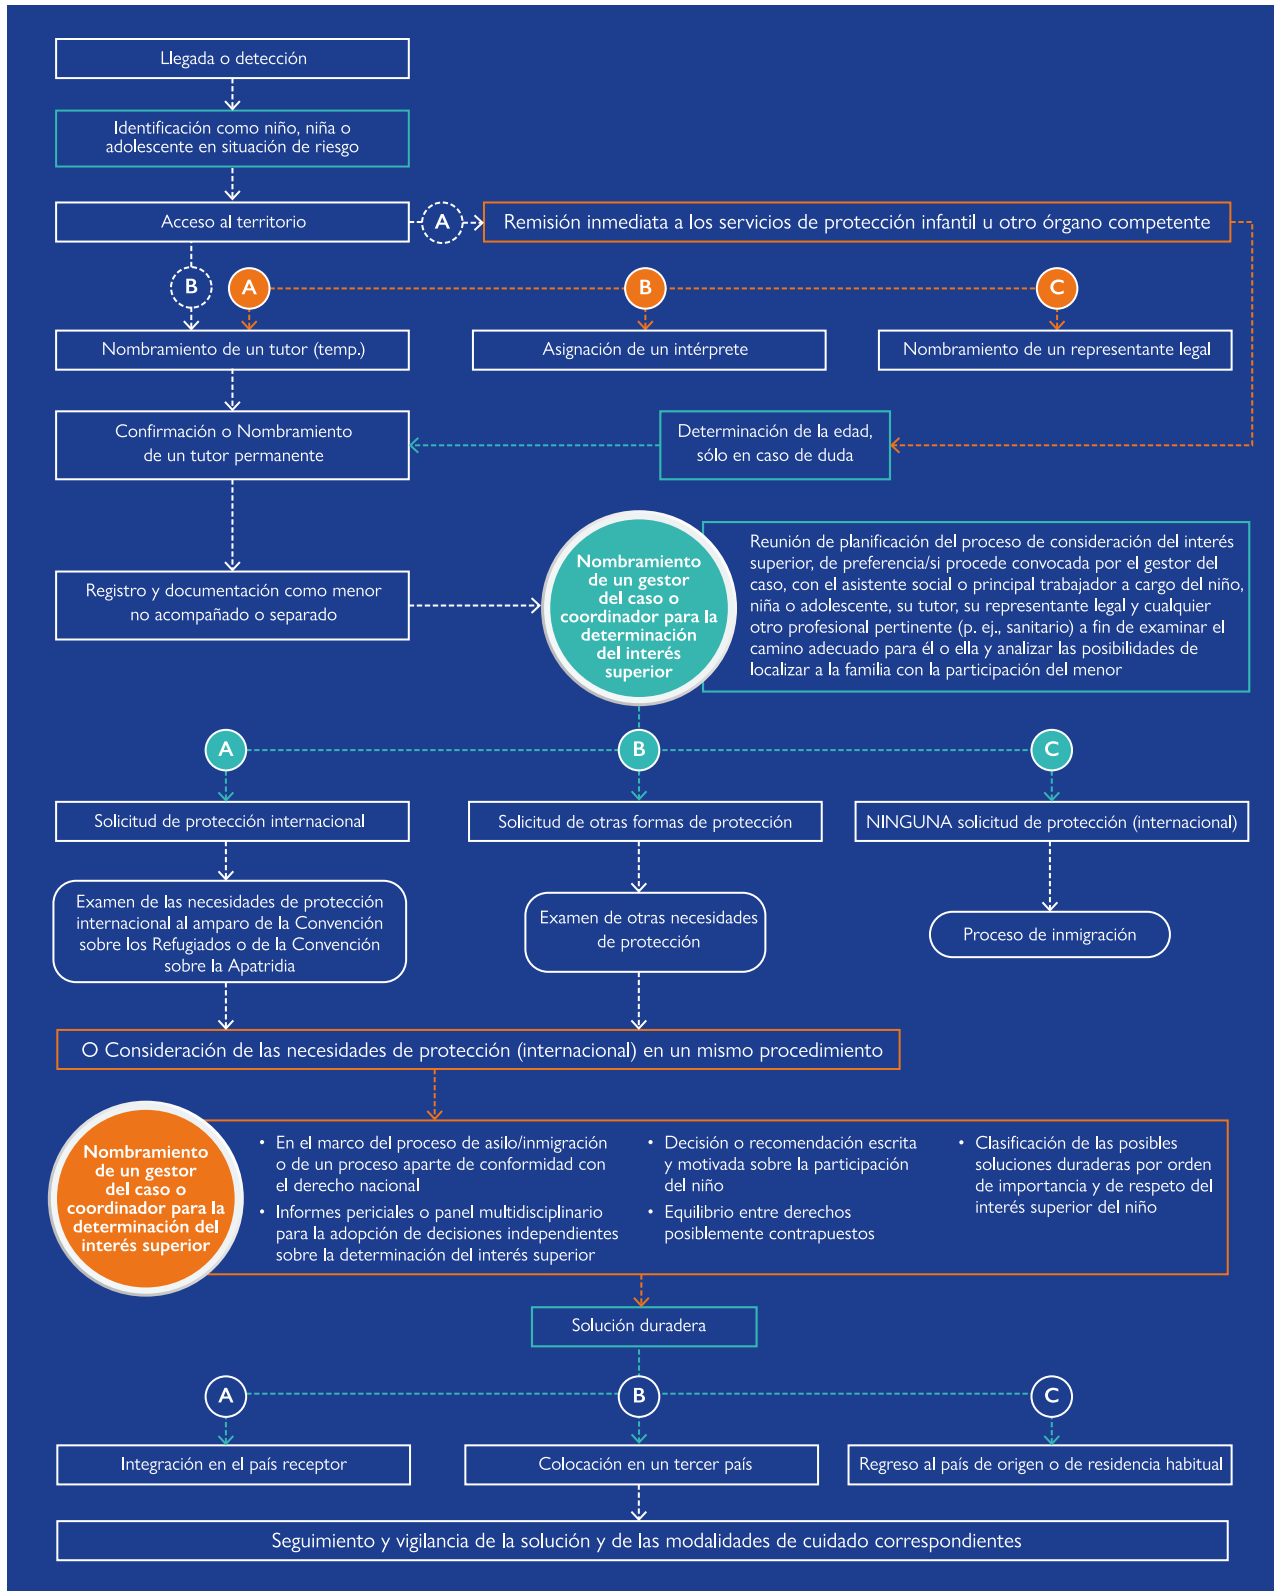 Llegada o detección
Identificación como niño, niña o
adolescente en situación de riesgo
Acceso al territorio
A
Remisión inmediata a los servicios de protección infantil u otro órgano competente
B
A
B
C
Nombramiento de un tutor (temp.)
Asignación de un intérprete
Nombramiento de un representante legal
Confirmación o Nombramiento
de un tutor permanente
Determinación de la edad,
sólo en caso de duda
Registro y documentación como menor
no acompañado o separado
Nombramiento
de un gestor
del caso o
coordinador para la
determinación
del interés
superior
Reunión de planificación del proceso de consideración del interés
superior, de preferencia/si procede convocada por el gestor del
caso, con el asistente social o principal trabajador a cargo del niño,
niña o adolescente, su tutor, su representante legal y cualquier
otro profesional pertinente (p. ej., sanitario) a fin de examinar el
camino adecuado para él o ella y analizar las posibilidades de
localizar a la familia con la participación del menor
A
B
C
Solicitud de protección internacional
Solicitud de otras formas de protección
NINGUNA solicitud de protección (internacional)
Examen de las necesidades de protección
internacional al amparo de la Convención
sobre los Refugiados o de la Convención
sobre la Apatridia
Examen de otras necesidades
de protección
Proceso de inmigración
O Consideración de las necesidades de protección (internacional) en un mismo procedimiento
Nombramiento
de un gestor
del caso o
coordinador para la
determinación del
interés superior
• En el marco del proceso de asilo/inmigración
o de un proceso aparte de conformidad con
el derecho nacional
• Informes periciales o panel multidisciplinario
para la adopción de decisiones independientes
sobre la determinación del interés superior
• Decisión o recomendación escrita
y motivada sobre la participación
del niño
• Equilibrio entre derechos
posiblemente contrapuestos
• Clasificación de las posibles
soluciones duraderas por orden
de importancia y de respeto del
interés superior del niño
Solución duradera
A
B
C
Integración en el país receptor
Colocación en un tercer país
Regreso al país de origen o de residencia habitual
Seguimiento y vigilancia de la solución y de las modalidades de cuidado correspondientes